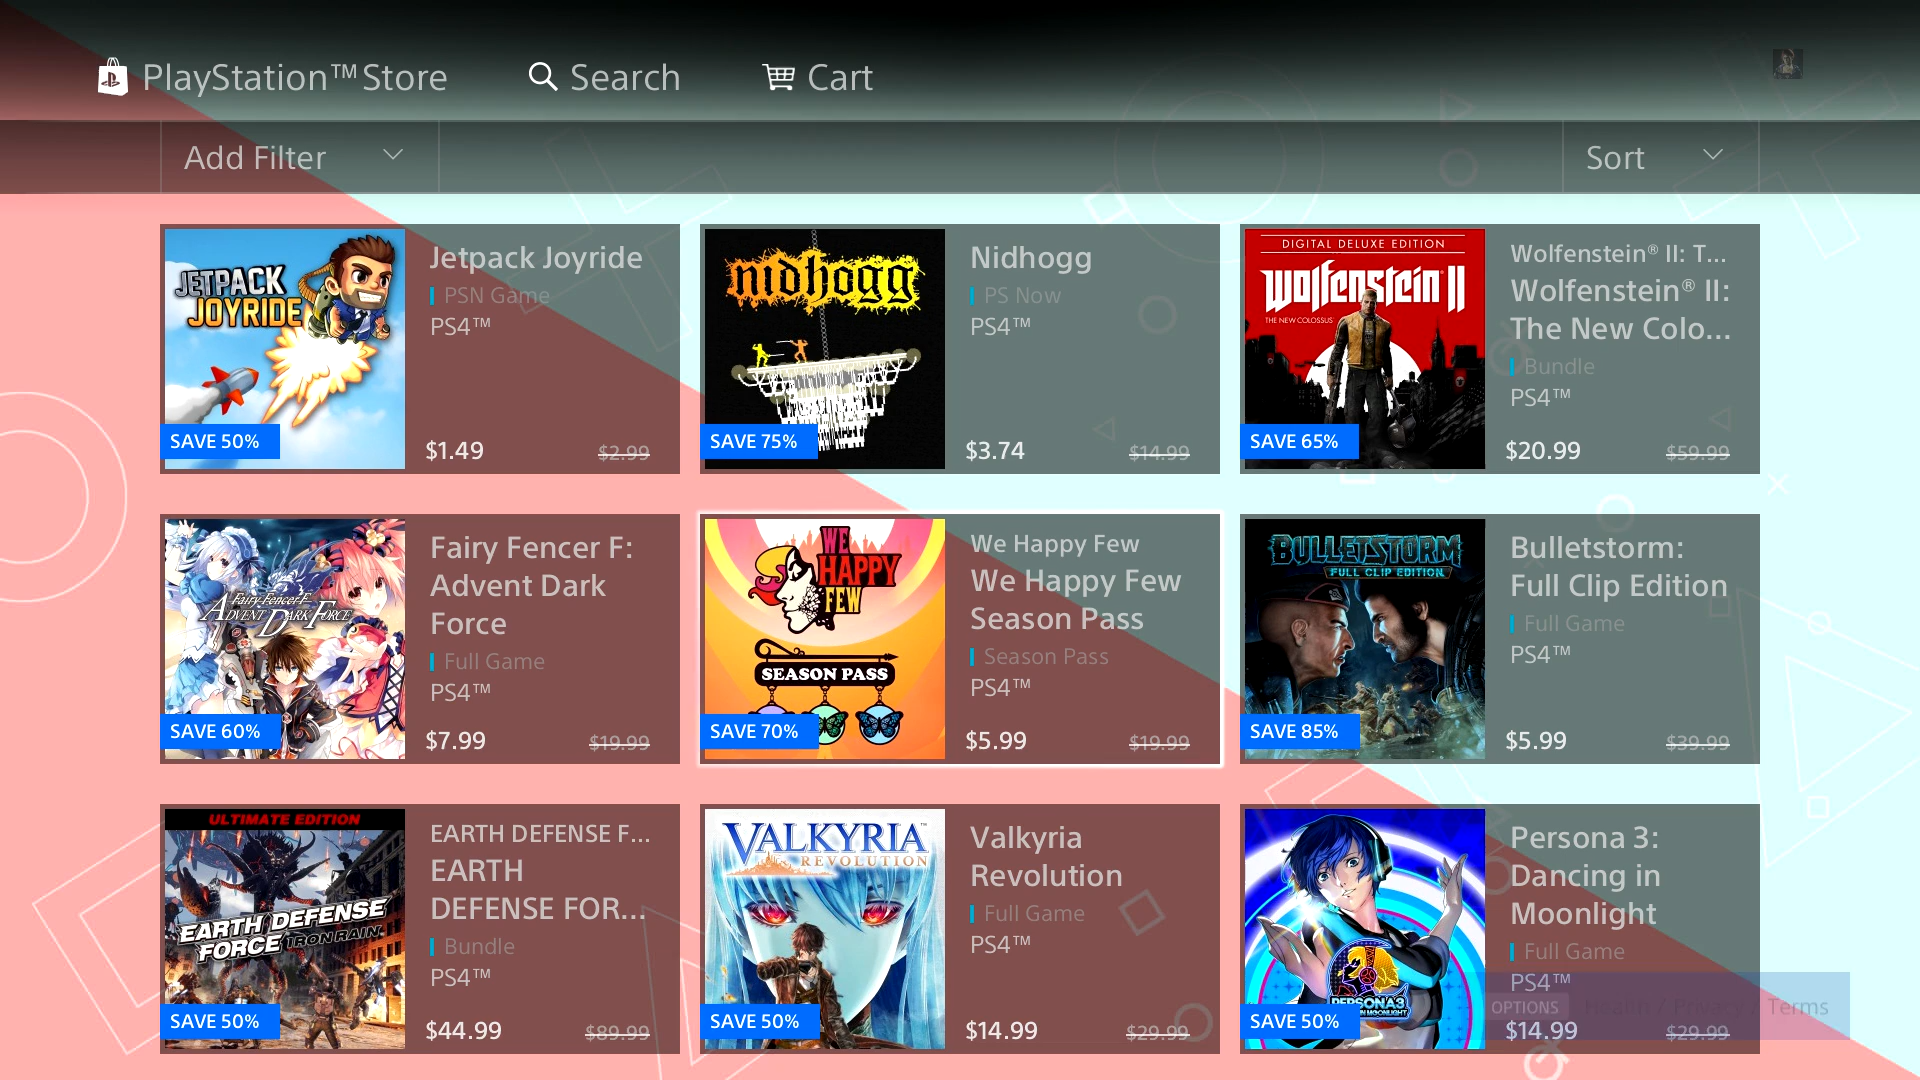 PlayStation™Store
Search
Cart
Add Filter
Sort
JETPACK
JOYRIDE
SAVE 50%
Jetpack Joyride
PSN Game
PS4™
$1.49
$2.99
nidhogg
SAVE 75%
Nidhogg
PS Now
PS4™
$3.74
$14.99
DIGITAL DELUXE EDITION
Wolfenstein II
THE NEW COLOSSUS
SAVE 65%
Wolfenstein® II: T...
Wolfenstein® II:
The New Colo...
Bundle
PS4™
$20.99
$59.99
Fairy Fencer F
ADVENT DARK FORCE
SAVE 60%
Fairy Fencer F:
Advent Dark
Force
Full Game
PS4™
$7.99
$19.99
WE
HAPPY
FEW
SEASON PASS
SAVE 70%
We Happy Few
We Happy Few
Season Pass
Season Pass
PS4™
$5.99
$19.99
BULLETSTORM
FULL CLIP EDITION
SAVE 85%
Bulletstorm:
Full Clip Edition
Full Game
PS4™
$5.99
$39.99
ULTIMATE EDITION
EARTH DEFENSE
FORCE IRON RAIN
SAVE 50%
EARTH DEFENSE F...
EARTH
DEFENSE FOR...
Bundle
PS4™
$44.99
$89.99
VALKYRIA™
REVOLUTION
SAVE 50%
Valkyria
Revolution
Full Game
PS4™
$14.99
$29.99
PERSONA3
SAVE 50%
Persona 3:
Dancing in
Moonlight
Full Game
PS4™
OPTIONS Health / Privacy / Terms
$14.99
$29.99